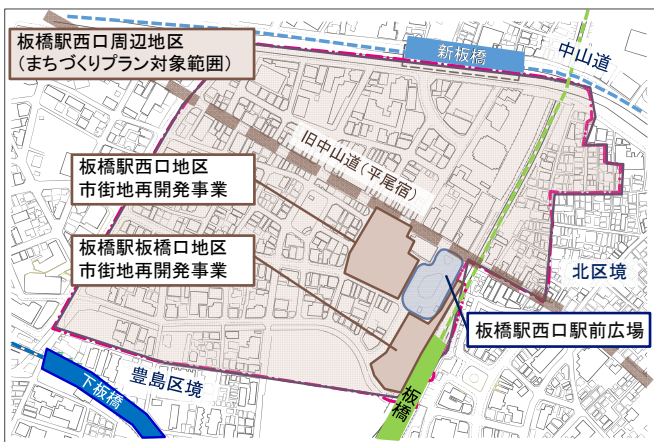 板橋駅西口周辺地区
(まちづくりプラン対象範囲)
新板橋
中山道
旧中山道(平尾宿)
板橋駅西口地区
市街地再開発事業
板橋駅板橋口地区
市街地再開発事業
北区境
板橋駅西口駅前広場
豊島区境
下板橋
板橋